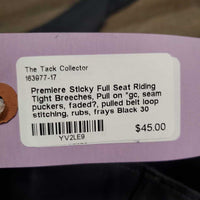 The Tack Collector
163977-17
Premiere Sticky Full Seat Riding
Tight Breeches, Pull on *gc, seam
puckers, faded?, pulled belt loop
stitching, rubs, frays Black 30
$45.00
YV2LE9